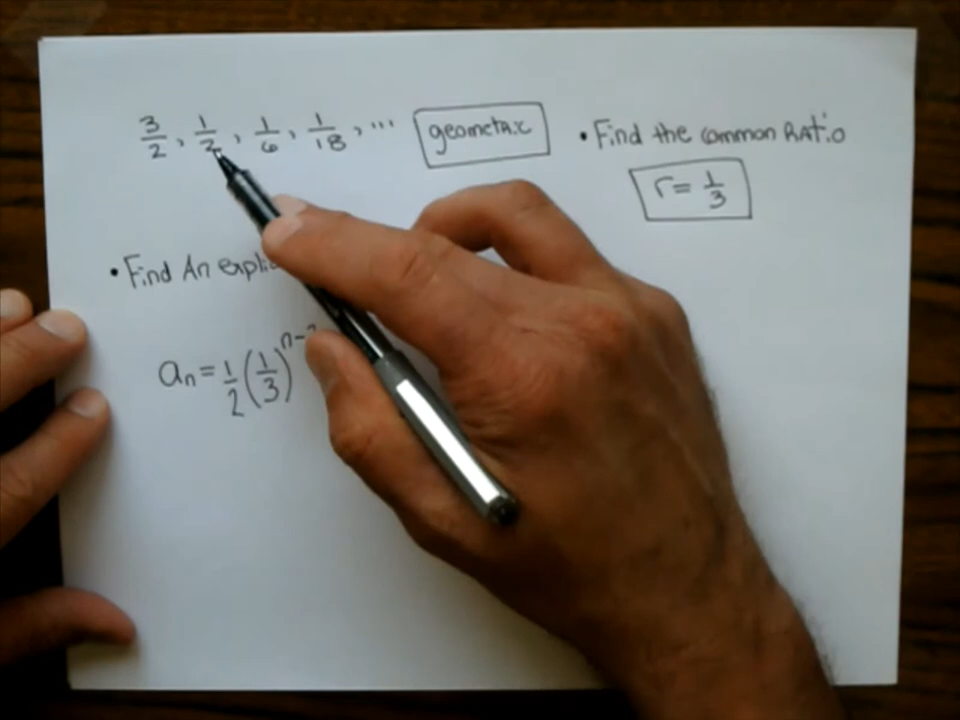 3/2, 1/2, 1/6, 1/18, ... geometric
• Find the common Ratio
r = 1/3
• Find An
aₙ = 1/2 (1/3)ⁿ⁻